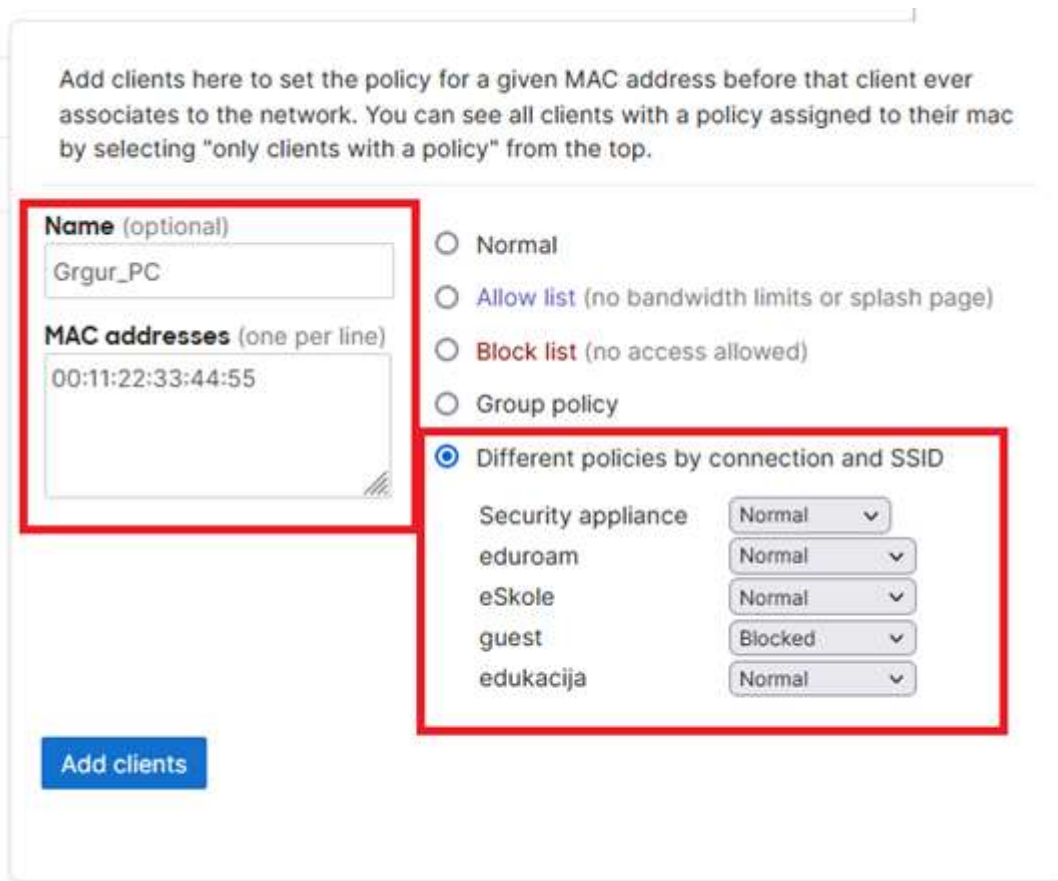 Add clients here to set the policy for a given MAC address before that client ever
associates to the network. You can see all clients with a policy assigned to their mac
by selecting "only clients with a policy" from the top.
Name (optional)
Grgur_PC
MAC addresses (one per line)
00:11:22:33:44:55
Normal
Allow list (no bandwidth limits or splash page)
Block list (no access allowed)
Group policy
Different policies by connection and SSID
Security appliance Normal
eduroam Normal
eSkole Normal
guest Blocked
edukacija Normal
Add clients